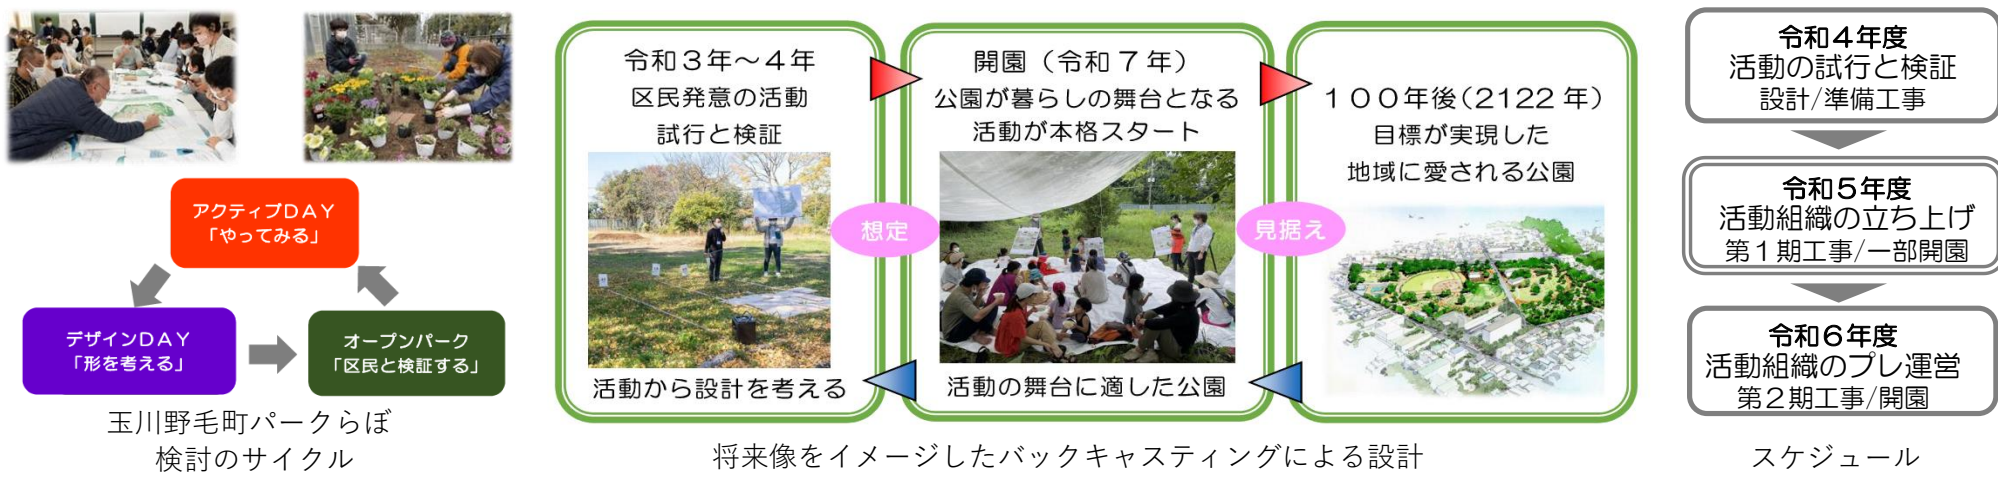 アクティブDAY
「やってみる」
デザインDAY
「形を考える」
オープンパーク
「区民と検証する」
玉川野毛町パークらぼ
検討のサイクル
令和3年～4年
区民発意の活動
試行と検証
活動から設計を考える
想定
開園（令和7年）
公園が暮らしの舞台となる
活動が本格スタート
活動の舞台に適した公園
見据え
100年後（2122年）
目標が実現した
地域に愛される公園
将来像をイメージしたバックキャスティングによる設計
令和4年度
活動の試行と検証
設計/準備工事
令和5年度
活動組織の立ち上げ
第1期工事/一部開園
令和6年度
活動組織のプレ運営
第2期工事/開園
スケジュール